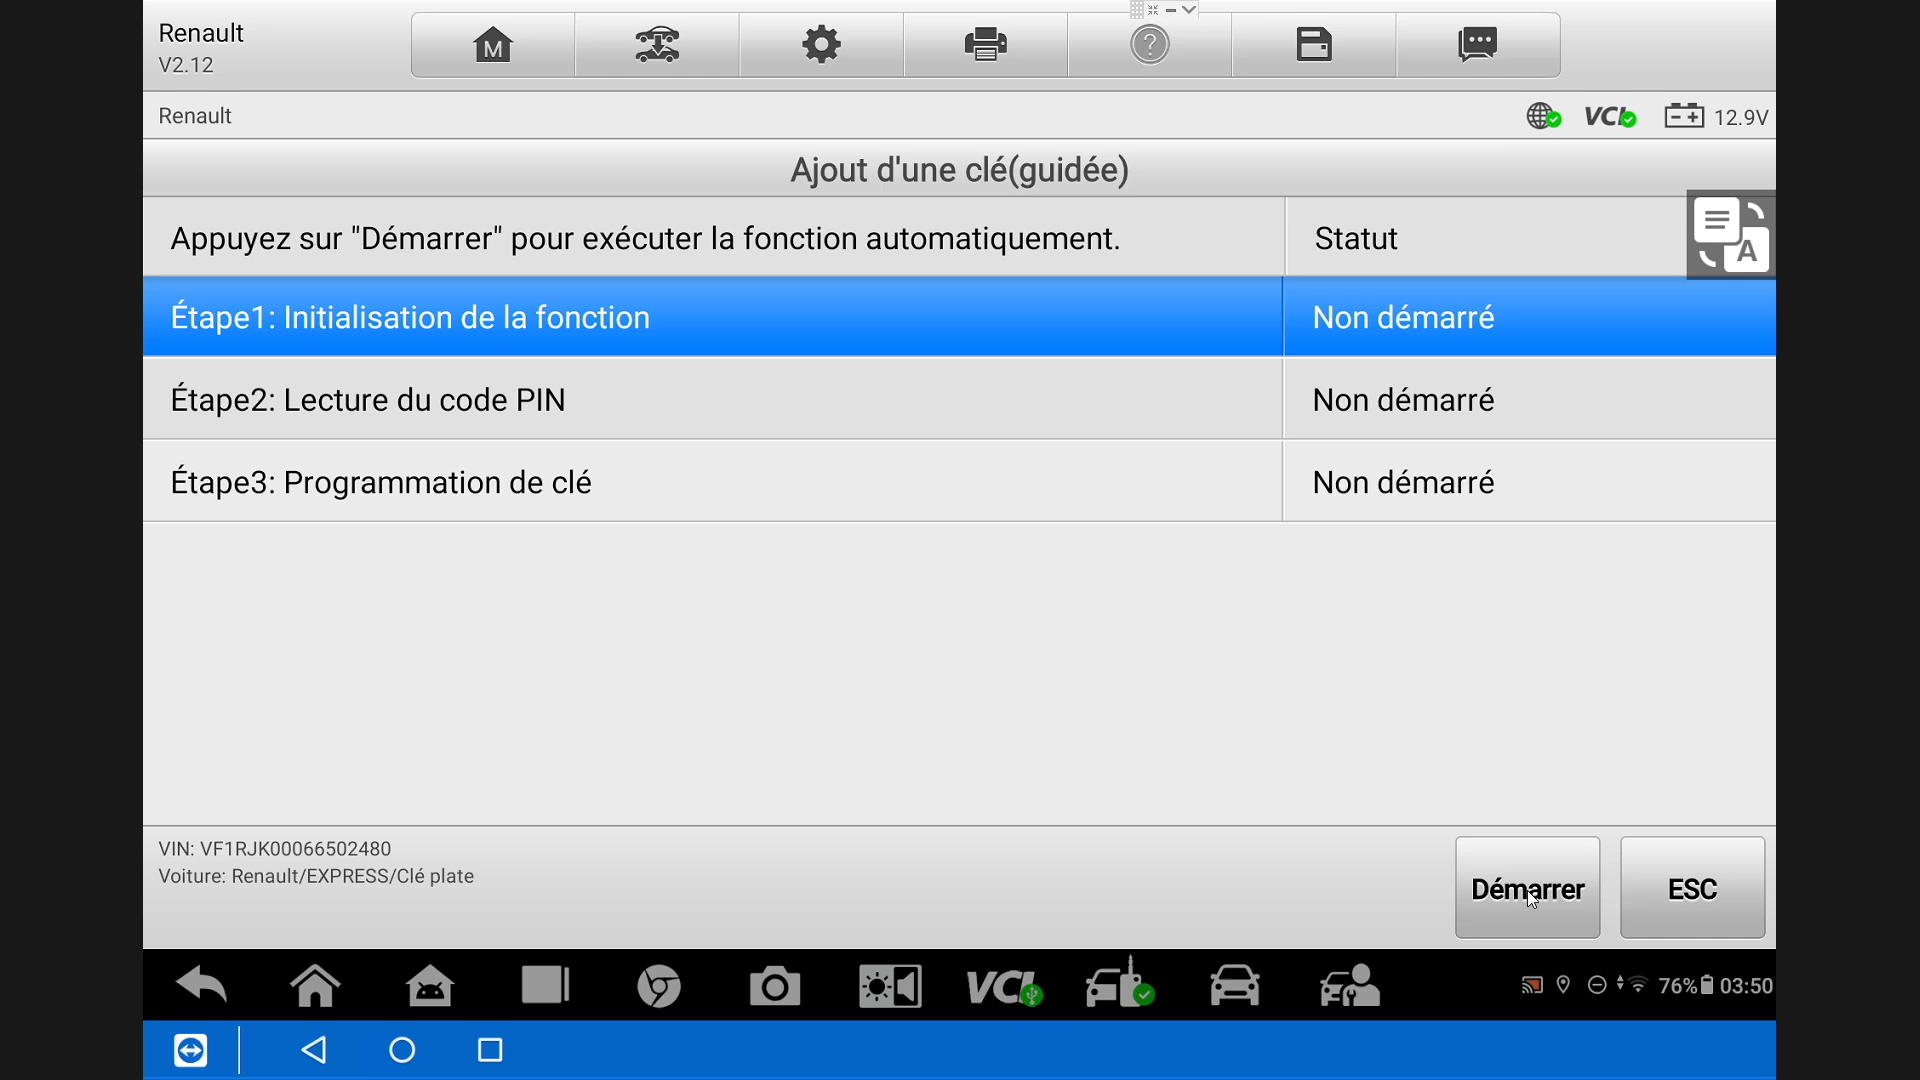 Renault
V2.12
M
?
Renault
VCI
12.9V
Ajout d'une clé(guidée)
Appuyez sur "Démarrer" pour exécuter la fonction automatiquement.
Statut
A
Étape1: Initialisation de la fonction
Non démarré
Étape2: Lecture du code PIN
Non démarré
Étape3: Programmation de clé
Non démarré
VIN: VF1RJK00066502480
Voiture: Renault/EXPRESS/Clé plate
Démarrer
ESC
VCI
76%
03:50